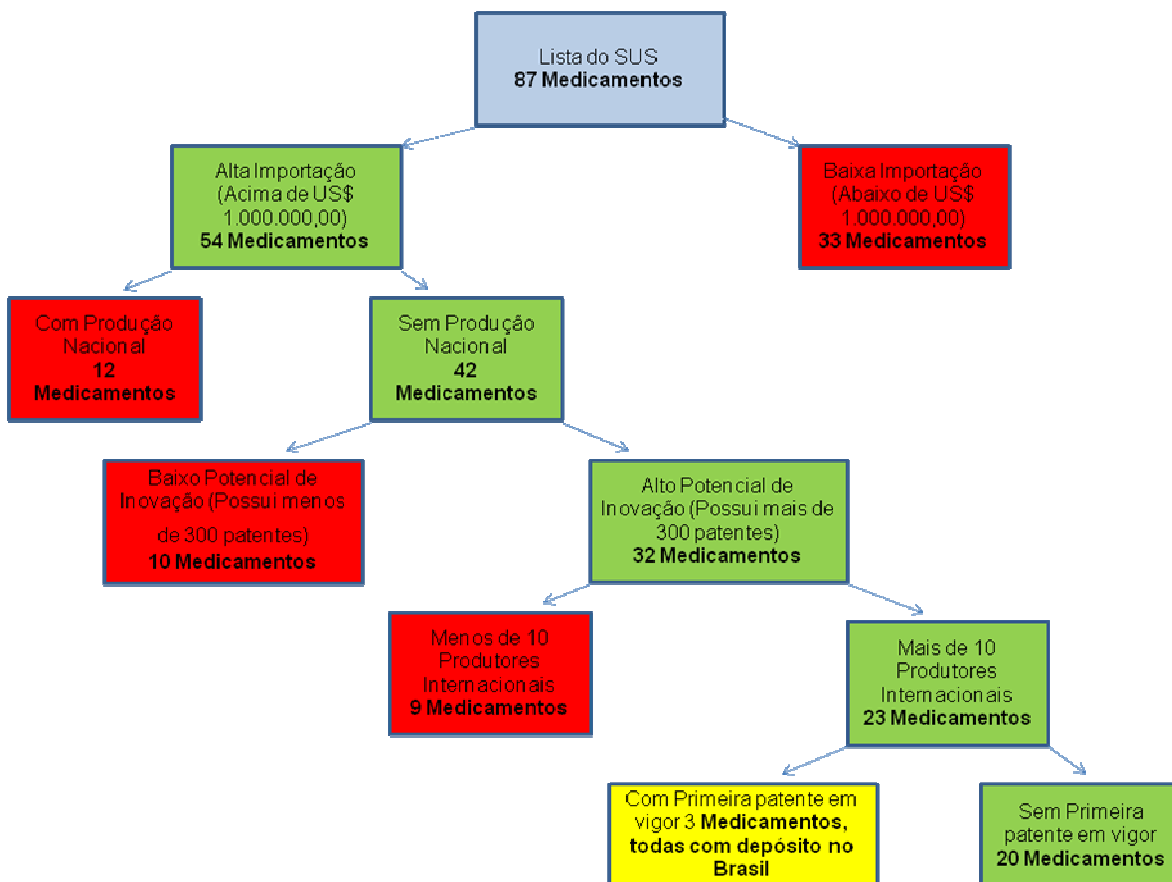 Lista do SUS
87 Medicamentos
Alta Importação
(Acima de US$
1.000.000,00)
54 Medicamentos
Baixa Importação
(Abaixo de US$
1.000.000,00)
33 Medicamentos
Com Produção
Nacional
12
Medicamentos
Sem Produção
Nacional
42
Medicamentos
Baixo Potencial de
Inovação (Possui menos
de 300 patentes)
10 Medicamentos
Alto Potencial de
Inovação (Possui mais de
300 patentes)
32 Medicamentos
Menos de 10
Produtores
Internacionais
9 Medicamentos
Mais de 10
Produtores
Internacionais
23 Medicamentos
Com Primeira patente em
vigor 3 Medicamentos,
todas com depósito no
Brasil
Sem Primeira
patente em vigor
20 Medicamentos